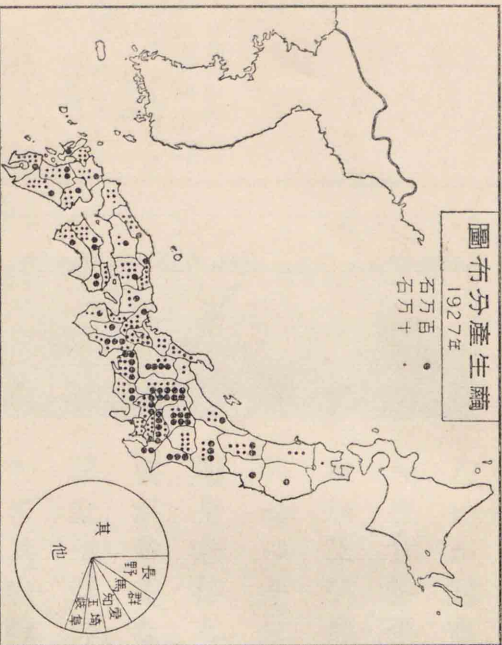 繭生產分布圖
1927年
百万石
十万石
長野
群馬
愛知
埼玉
岐阜
其他